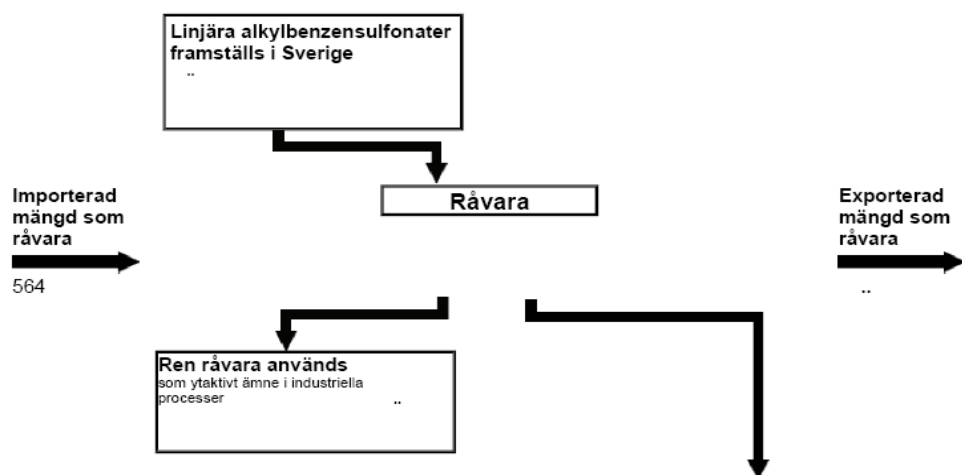 Linjära alkylbenzensulfonater
framställs i Sverige
..
Råvara
Importerad
mängd som
råvara
564
Exporterad
mängd som
råvara
..
Ren råvara används
som ytaktivt ämne i industriella
processer ..